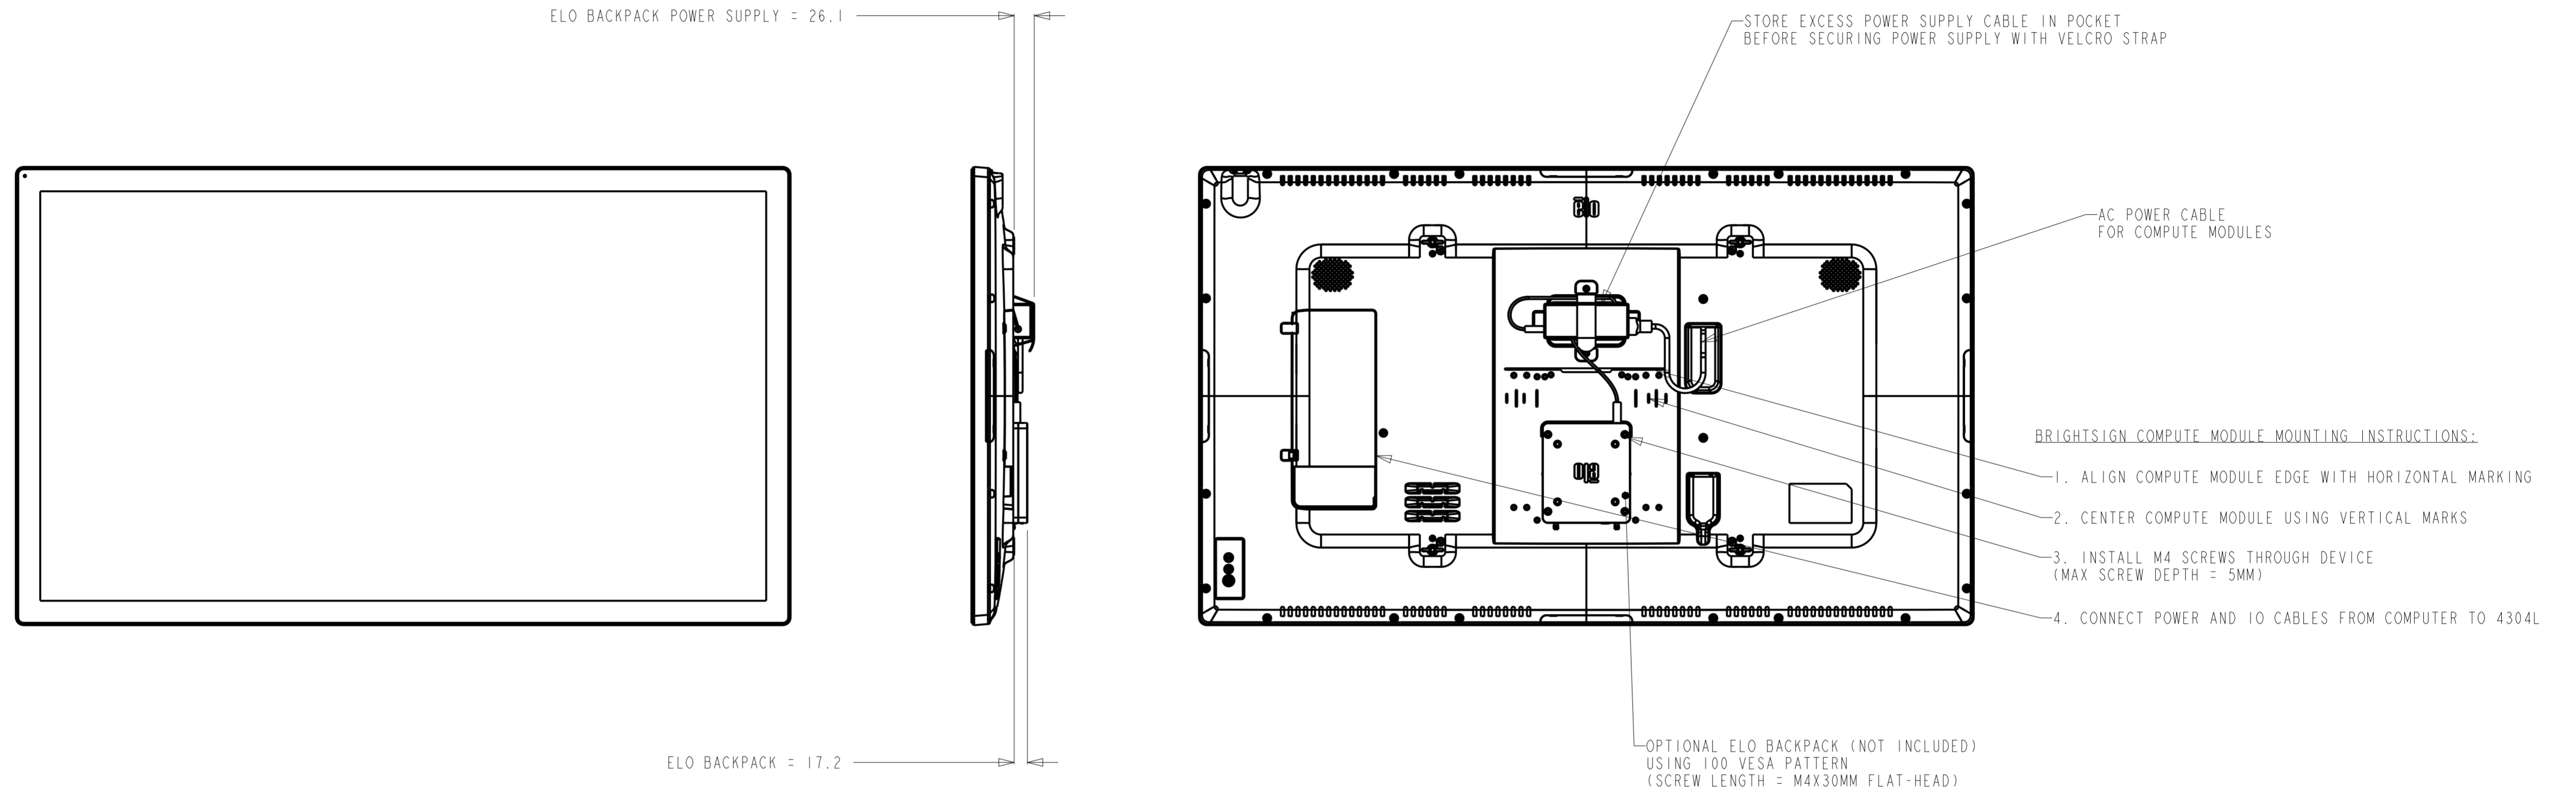 ELO BACKPACK POWER SUPPLY = 26.1
STORE EXCESS POWER SUPPLY CABLE IN POCKET
BEFORE SECURING POWER SUPPLY WITH VELCRO STRAP
elo
AC POWER CABLE
FOR COMPUTE MODULES
elo
BRIGHTSIGN COMPUTE MODULE MOUNTING INSTRUCTIONS:
1. ALIGN COMPUTE MODULE EDGE WITH HORIZONTAL MARKING
2. CENTER COMPUTE MODULE USING VERTICAL MARKS
3. INSTALL M4 SCREWS THROUGH DEVICE
(MAX SCREW DEPTH = 5MM)
4. CONNECT POWER AND IO CABLES FROM COMPUTER TO 4304L
ELO BACKPACK = 17.2
OPTIONAL ELO BACKPACK (NOT INCLUDED)
USING 100 VESA PATTERN
(SCREW LENGTH = M4X30MM FLAT-HEAD)